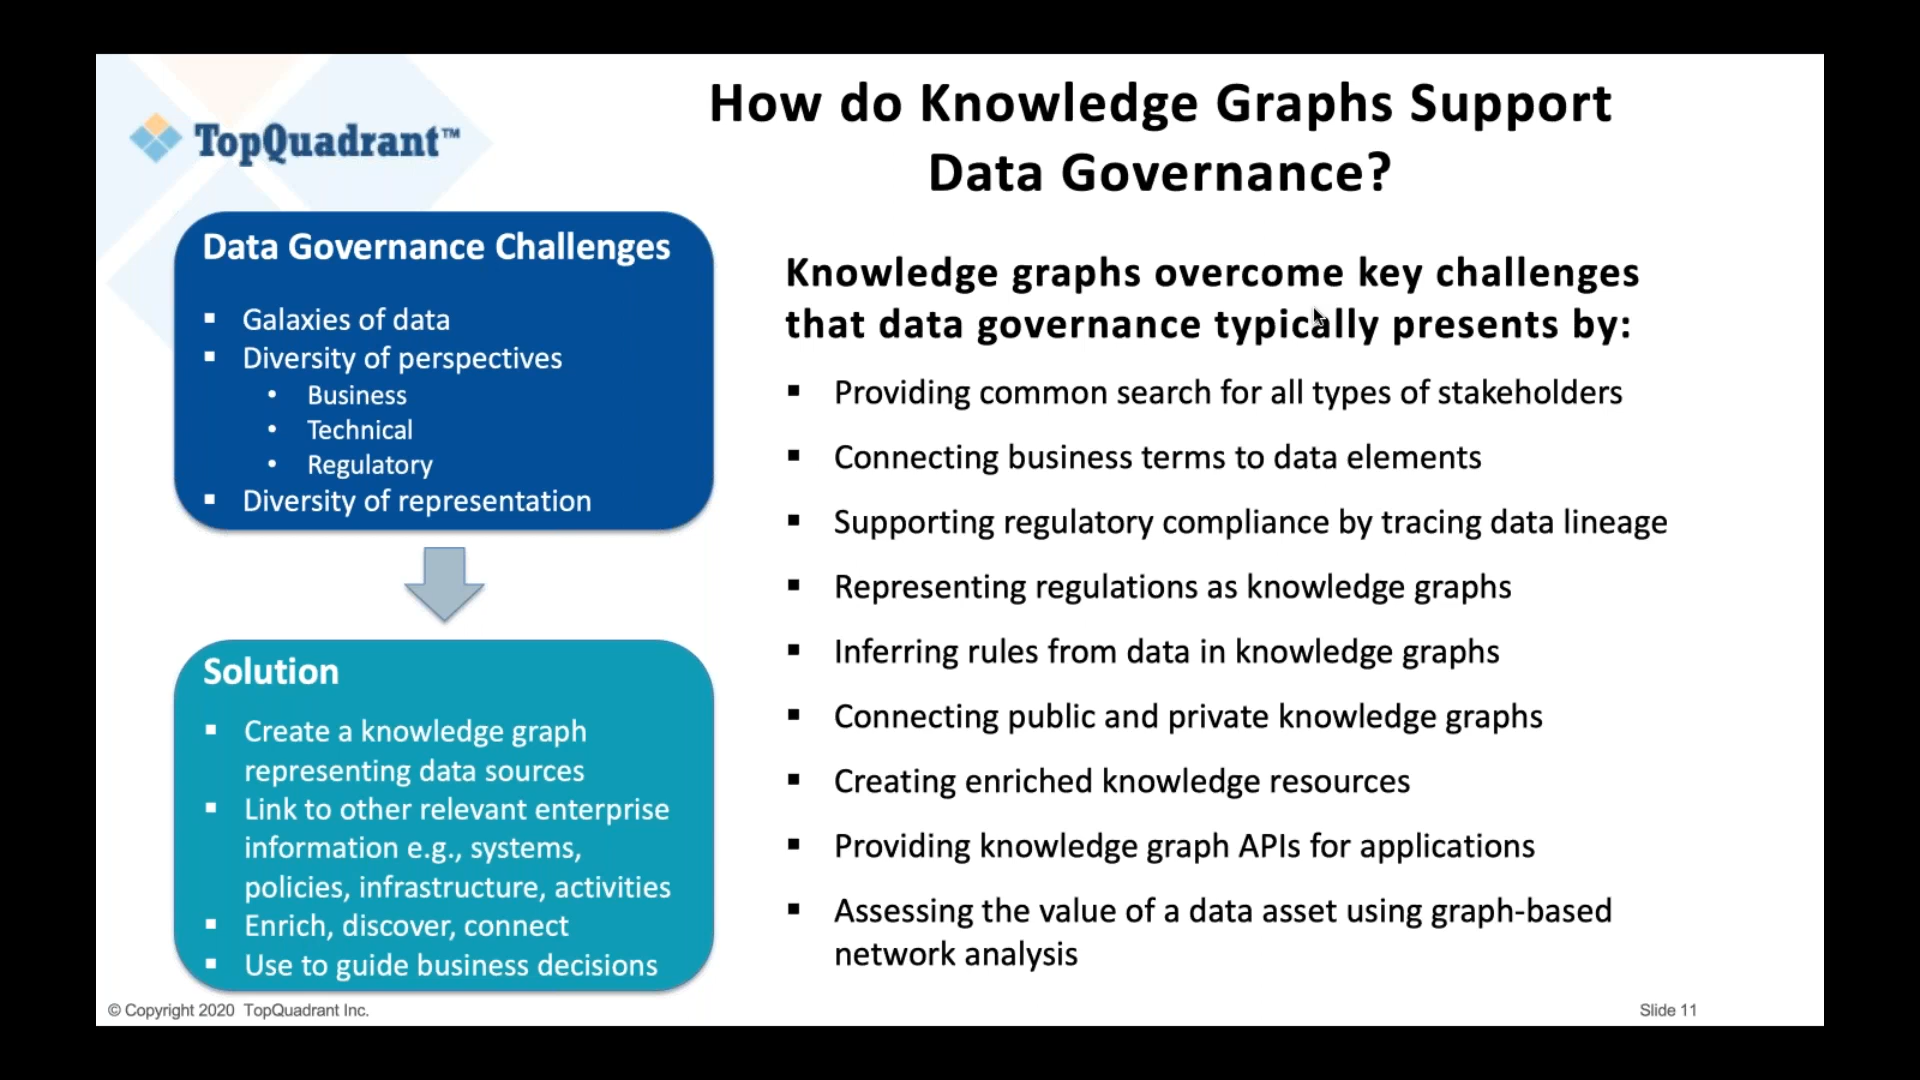 TopQuadrant™
How do Knowledge Graphs Support
Data Governance?
Data Governance Challenges
▪ Galaxies of data
▪ Diversity of perspectives
• Business
• Technical
• Regulatory
▪ Diversity of representation
Solution
▪ Create a knowledge graph
representing data sources
▪ Link to other relevant enterprise
information e.g., systems,
policies, infrastructure, activities
▪ Enrich, discover, connect
▪ Use to guide business decisions
Knowledge graphs overcome key challenges
that data governance typically presents by:
▪ Providing common search for all types of stakeholders
▪ Connecting business terms to data elements
▪ Supporting regulatory compliance by tracing data lineage
▪ Representing regulations as knowledge graphs
▪ Inferring rules from data in knowledge graphs
▪ Connecting public and private knowledge graphs
▪ Creating enriched knowledge resources
▪ Providing knowledge graph APIs for applications
▪ Assessing the value of a data asset using graph-based
network analysis
© Copyright 2020 TopQuadrant Inc.
Slide 11